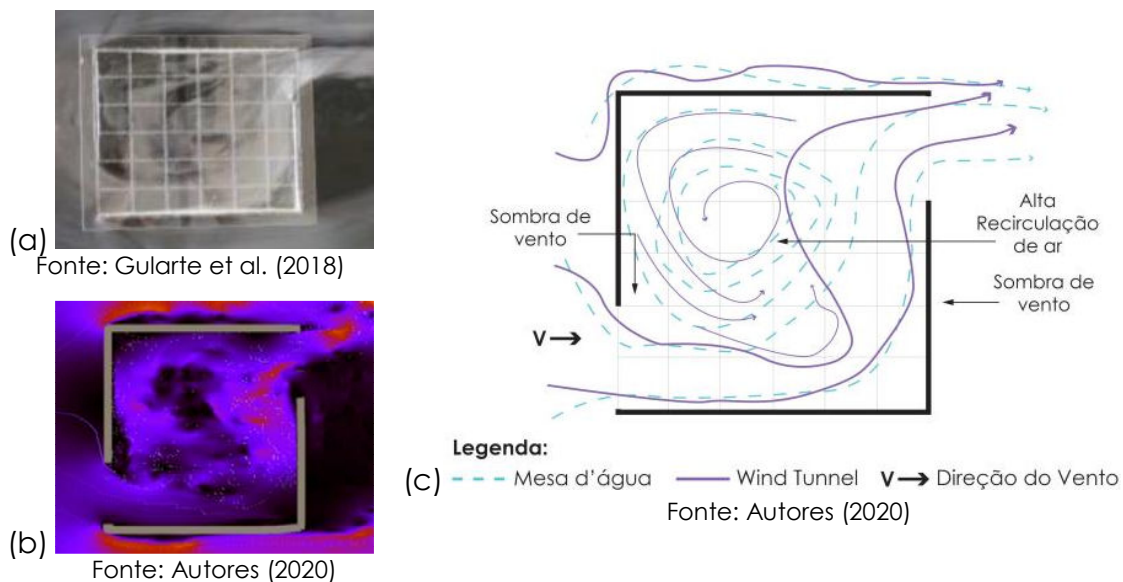 (a)
Fonte: Gularte et al. (2018)
(b)
Fonte: Autores (2020)
Sombra de
vento
Alta
Recirculação
de ar
Sombra de
vento
V
Legenda:
(c)
Mesa d'água
Wind Tunnel
V
Direção do Vento
Fonte: Autores (2020)